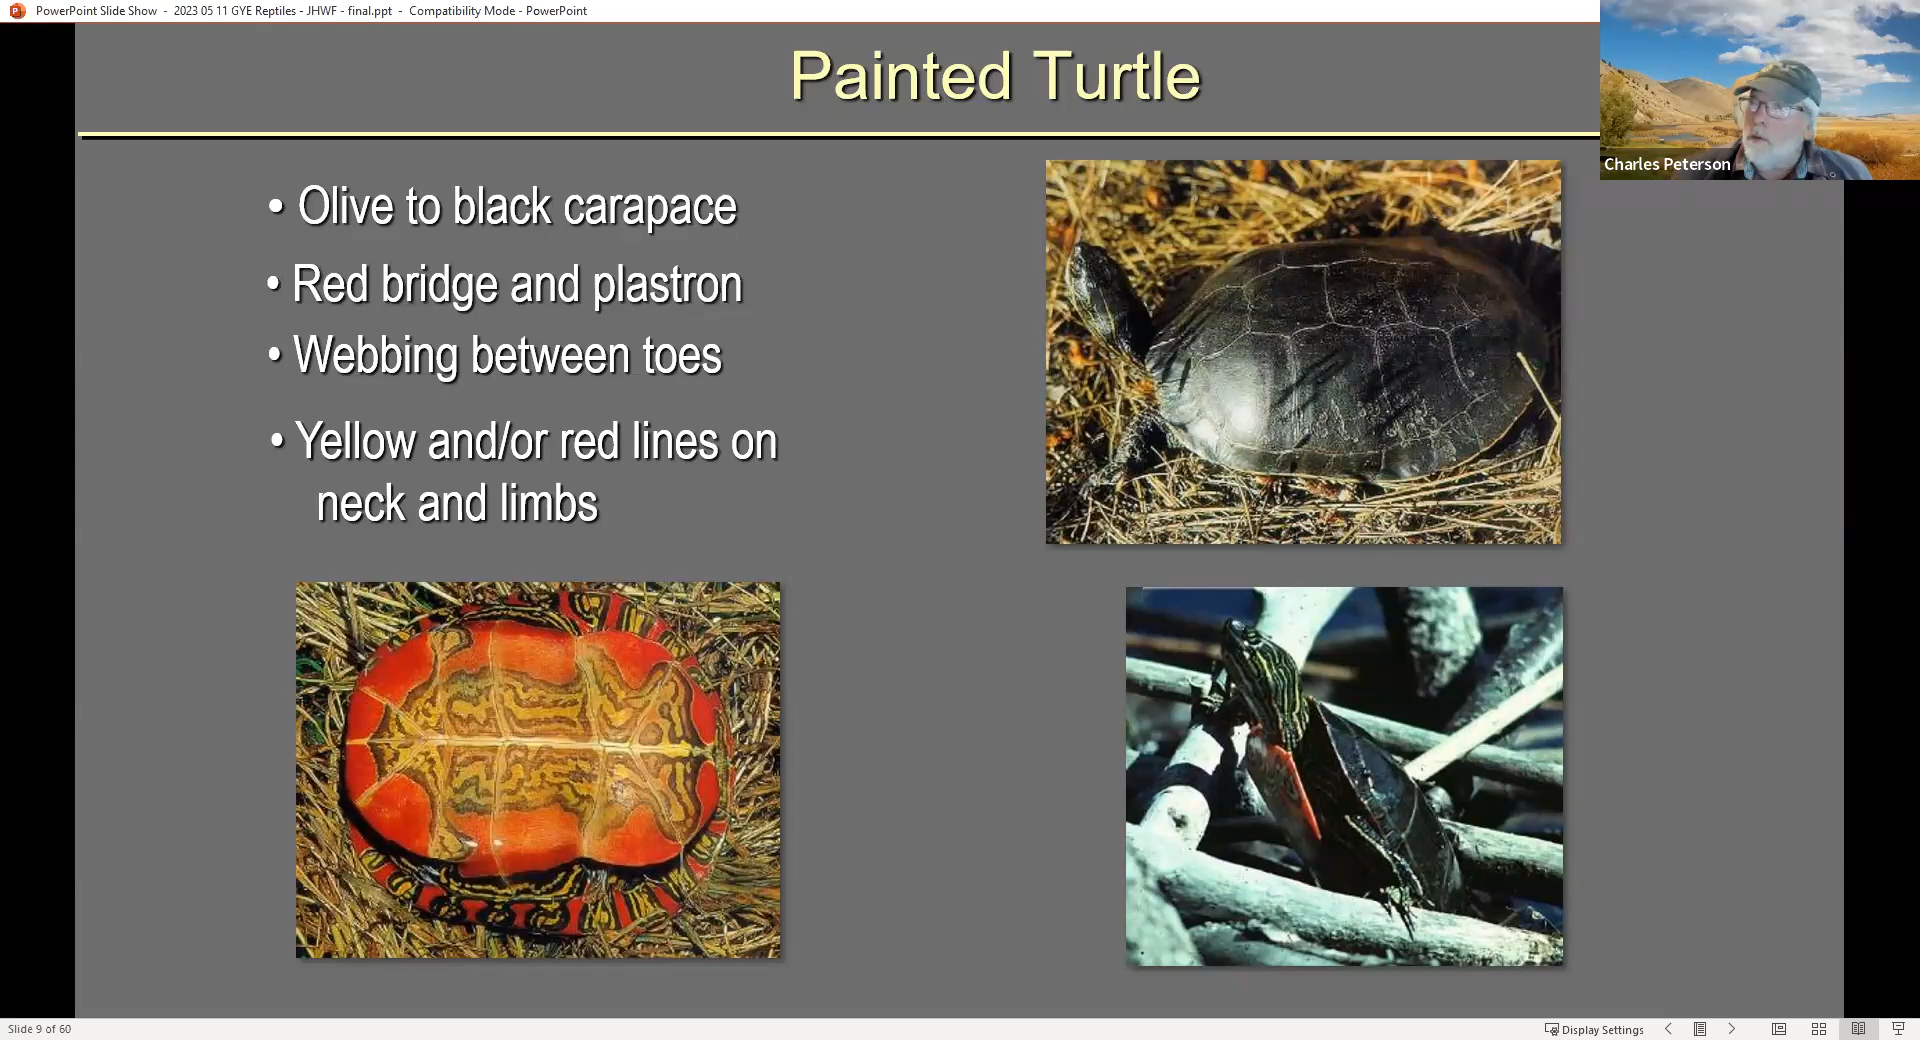 PowerPoint Slide Show - 2023 05 11 GYE Reptiles - JHWF - final.ppt - Compatibility Mode - PowerPoint
Painted Turtle
Charles Peterson
• Olive to black carapace
• Red bridge and plastron
• Webbing between toes
• Yellow and/or red lines on
neck and limbs
Slide 9 of 60
Display Settings